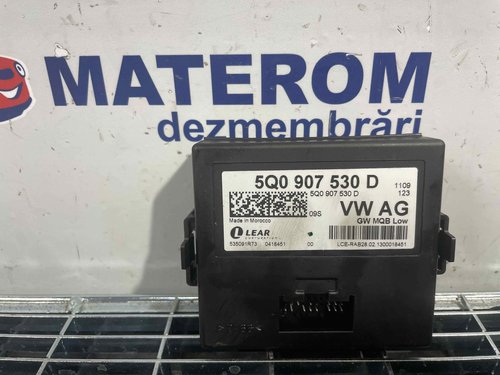 MATEROM
dezmembrări
5Q0 907 530 D
1109
5Q0 907 530 D
123
09S
VW AG
Made in Morocco
GW MQB Low
LEAR
CORPORATION
535091R73 0418451 00
LCE-RAB28.02.1300018451